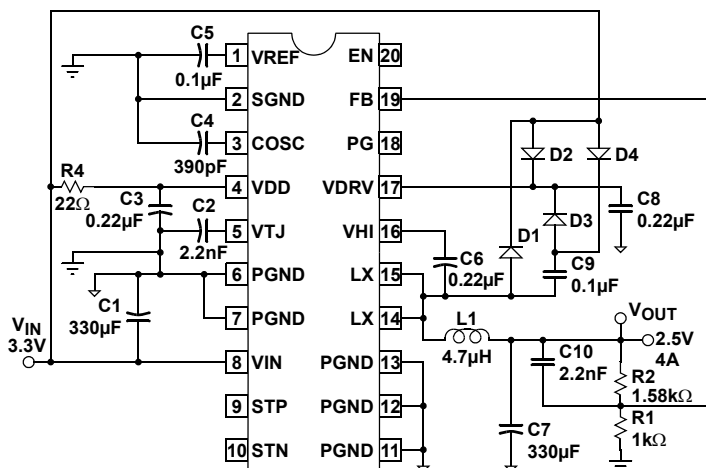 C5
0.1µF
1 VREF
EN 20
2 SGND
FB 19
C4
390pF
3 COSC
PG 18
D2
D4
R4
22Ω
4 VDD
VDRV 17
C3
0.22µF
C2
2.2nF
5 VTJ
VHI 16
D3
C8
0.22µF
D1
C6
0.22µF
C9
0.1µF
6 PGND
LX 15
C1
330µF
7 PGND
LX 14
L1
4.7µH
VOUT
2.5V
4A
VIN
3.3V
8 VIN
PGND 13
C10
2.2nF
R2
1.58kΩ
9 STP
PGND 12
R1
1kΩ
C7
330µF
10 STN
PGND 11